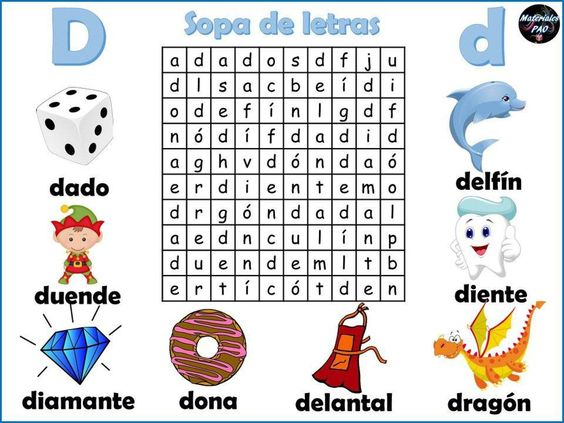 D
Sopa de letras
d
Materiales
PAO
a d a d o s d f j u
d l s a c b e í d i
o d e f í n l g d f
n ó d í f d a d i d
a g h v d ó n d a ó
e r d i e n t e m o
d r g ó n d a d a l
a e d n c u l í n p
d u e n d e m l t b
e r t í c ó t d e n
dado
delfín
duende
diente
diamante
dona
delantal
dragón